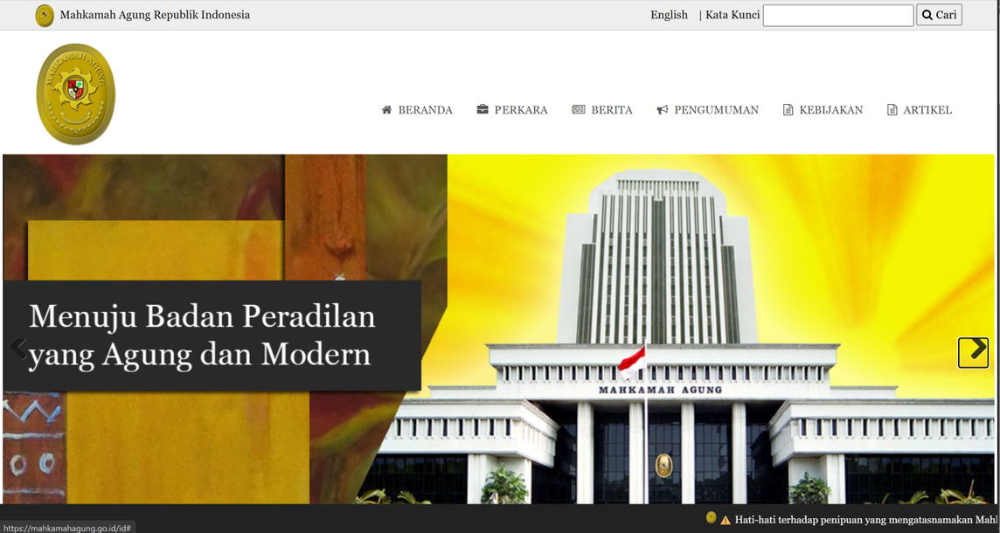 Mahkamah Agung Republik Indonesia
English | Kata Kunci Cari
MAHKAMAH AGUNG
BERANDA PERKARA BERITA PENGUMUMAN KEBIJAKAN ARTIKEL
Menuju Badan Peradilan
yang Agung dan Modern
MAHKAMAH AGUNG
Hati-hati terhadap penipuan yang mengatasnamakan Mah
https://mahkamahagung.go.id/id#